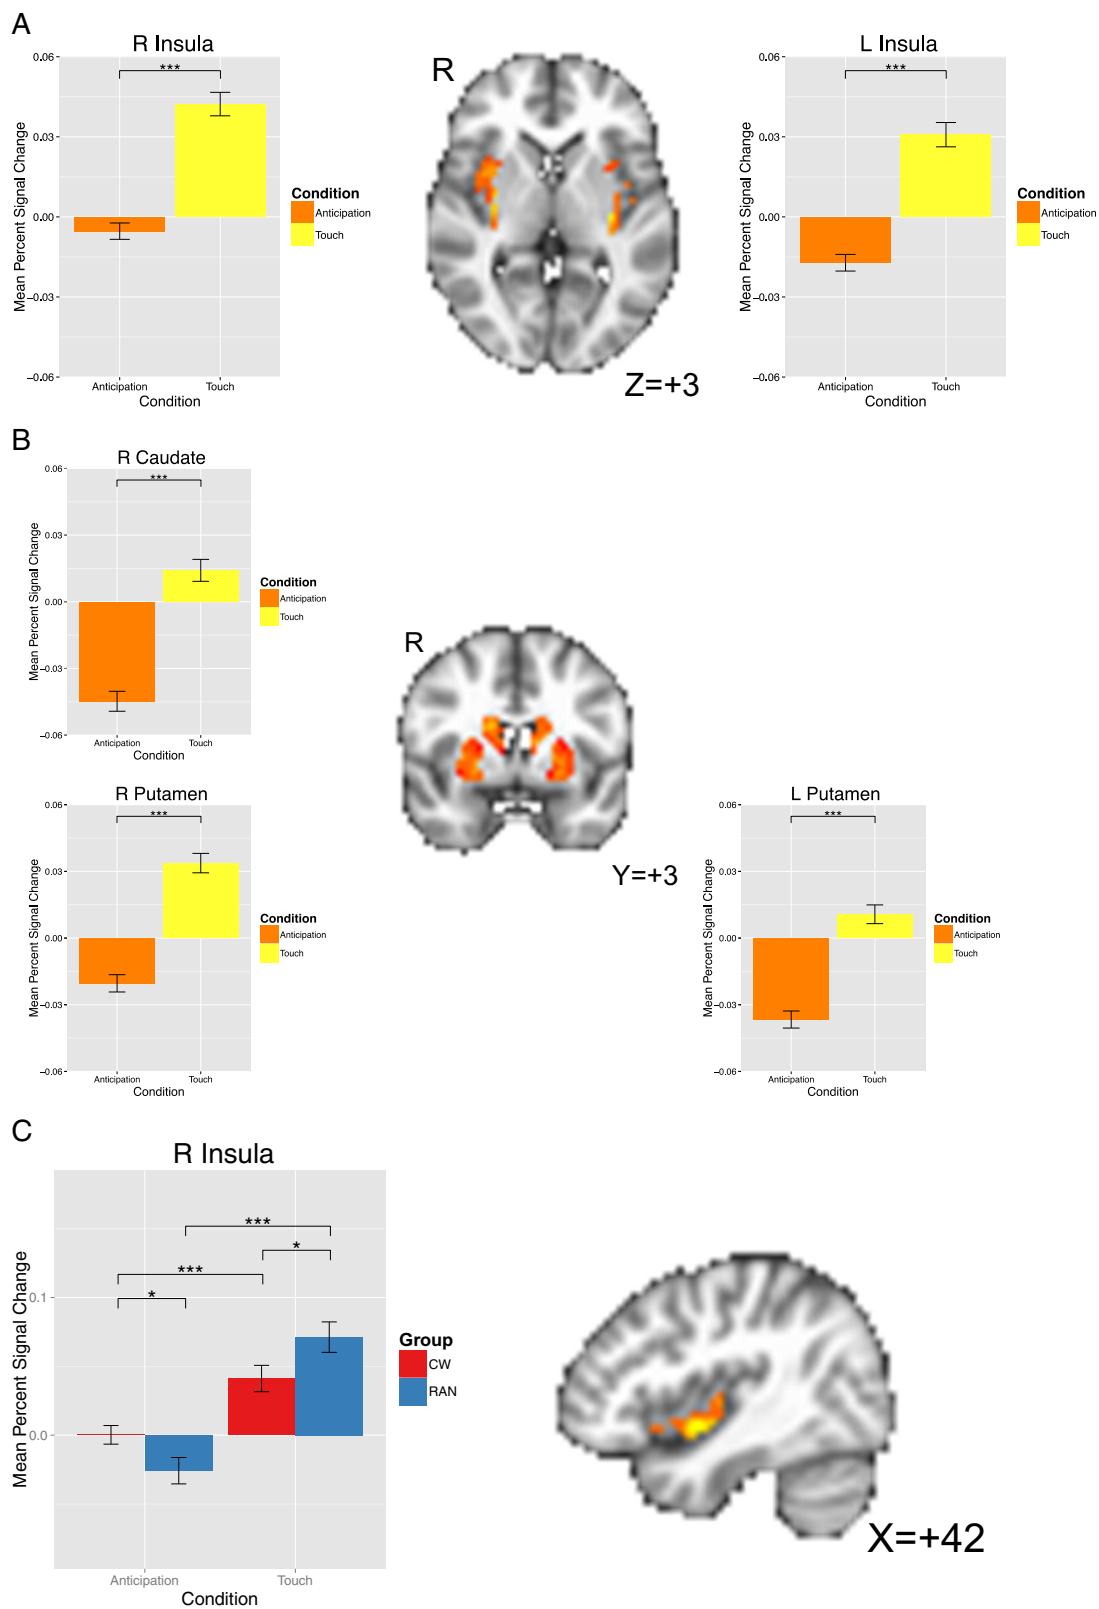 A
R Insula
***
0.06
0.03
0.00
−0.03
−0.06
Mean Percent Signal Change
Anticipation
Touch
Condition
Condition
Anticipation
Touch
R
Z=+3
L Insula
***
0.06
0.03
0.00
−0.03
−0.06
Mean Percent Signal Change
Anticipation
Touch
Condition
Condition
Anticipation
Touch
B
R Caudate
***
0.06
0.03
0.00
−0.03
−0.06
Mean Percent Signal Change
Anticipation
Touch
Condition
Condition
Anticipation
Touch
R
Y=+3
R Putamen
***
0.06
0.03
0.00
−0.03
−0.06
Mean Percent Signal Change
Anticipation
Touch
Condition
Condition
Anticipation
Touch
L Putamen
***
0.06
0.03
0.00
−0.03
−0.06
Mean Percent Signal Change
Anticipation
Touch
Condition
Condition
Anticipation
Touch
C
R Insula
***
*
***
*
0.1
0.0
Mean Percent Signal Change
Anticipation
Touch
Condition
Group
CW
RAN
X=+42